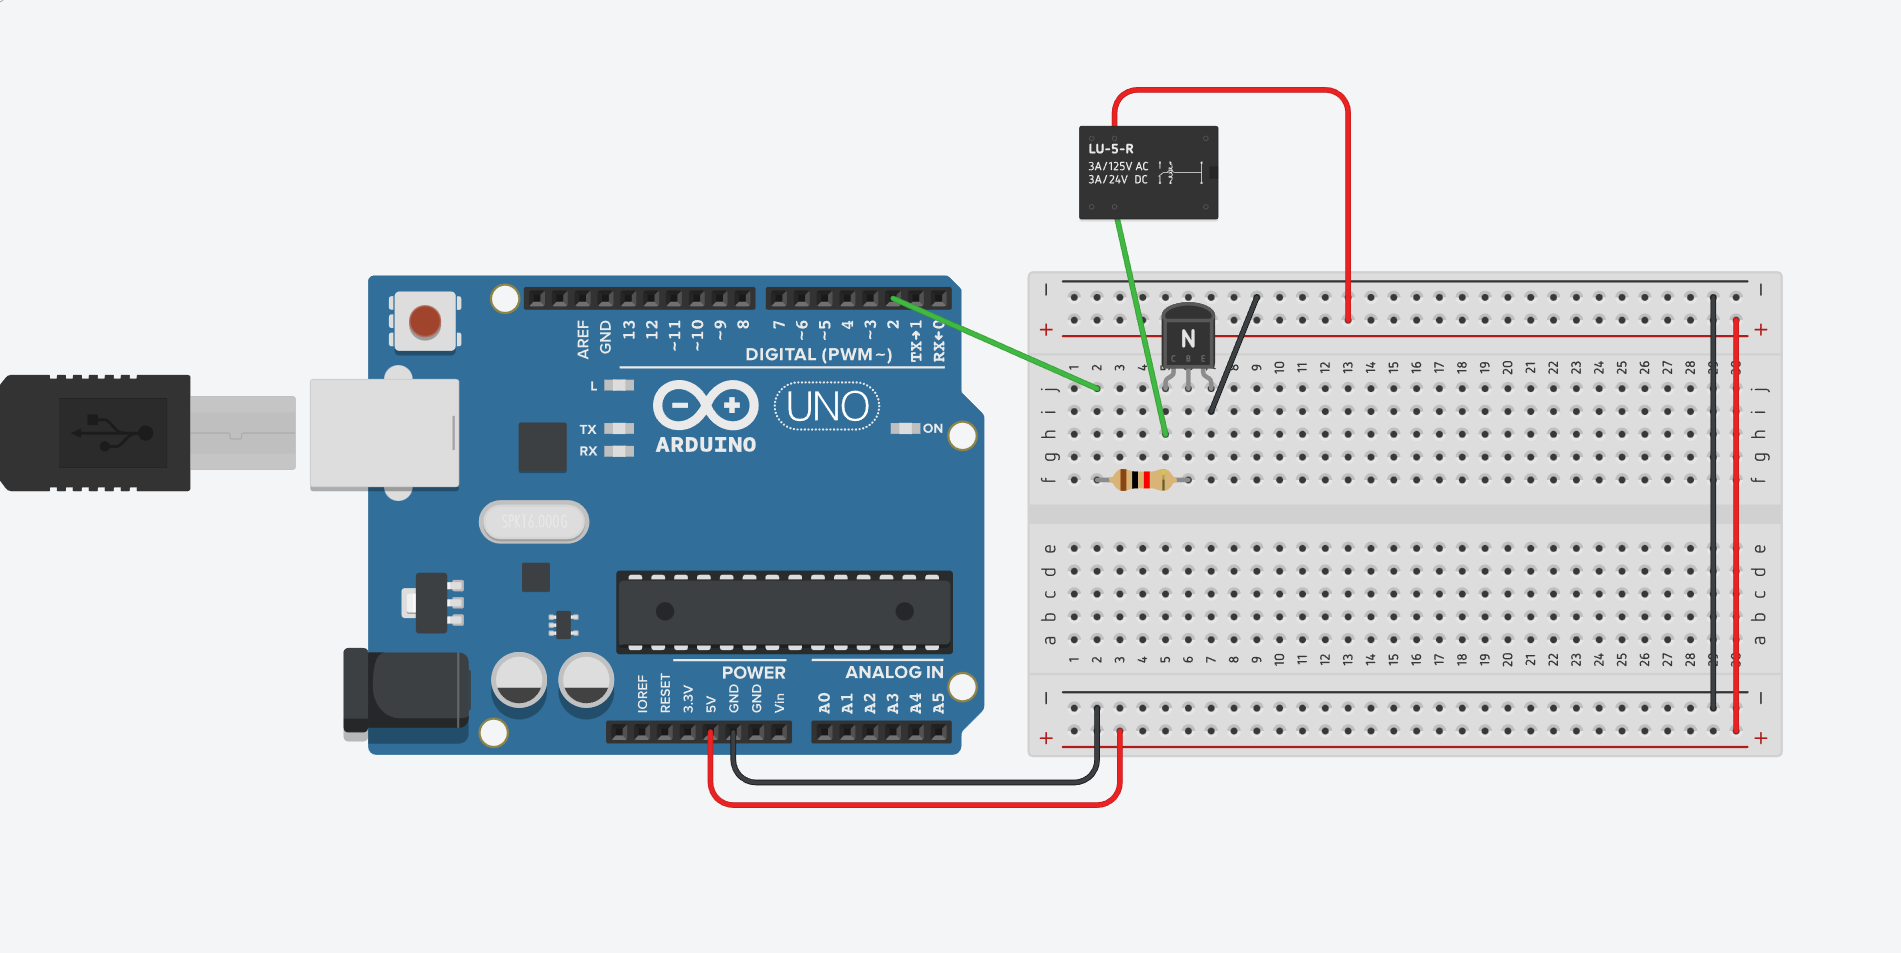 LU-5-R
3A/125V AC
3A/24V DC
AREF
GND
13
12
~11
~10
~9
8
7
~6
~5
4
~3
2
TX→1
RX←0
DIGITAL (PWM~)
L
TX
RX
ON
UNO
ARDUINO
SPK16.000G
POWER
ANALOG IN
IOREF
RESET
3.3V
5V
GND
GND
Vin
A0
A1
A2
A3
A4
A5
N
C B E
− −
+ +
1 2 3 4 5 8 9 10 11 12 13 14 15 16 17 18 19 20 21 22 23 24 25 26 27 28 29 30
j j
i i
h h
g g
f f
e e
d d
c c
b b
a a
1 2 3 4 5 6 7 8 9 10 11 12 13 14 15 16 17 18 19 20 21 22 23 24 25 26 27 28 29 30
− −
+ +